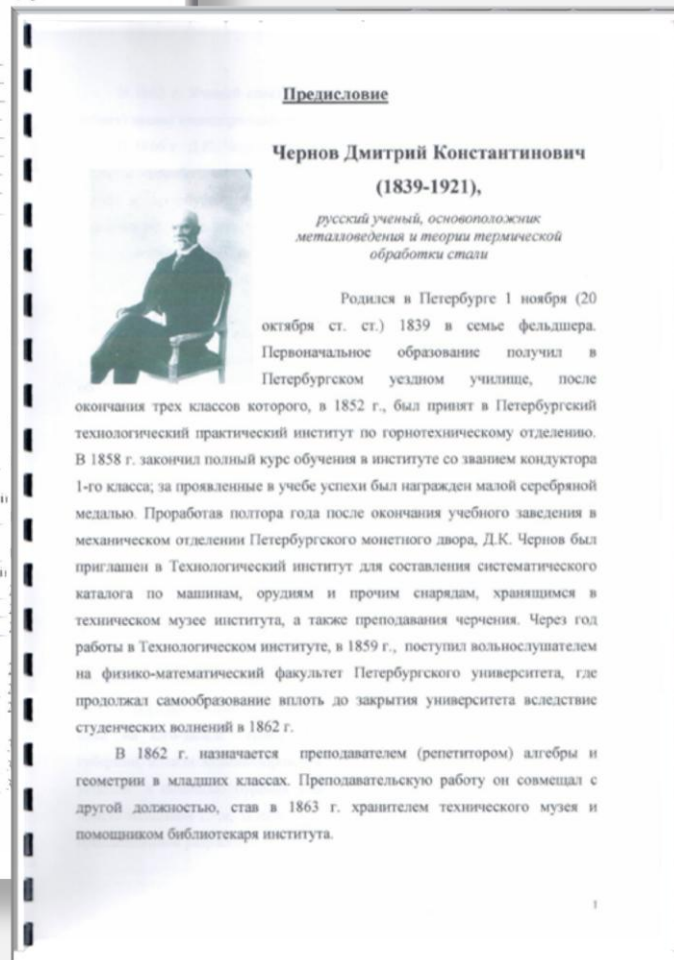 Предисловие
Чернов Дмитрий Константинович
(1839-1921),
русский ученый, основоположник
металловедения и теории термической
обработки стали
Родился в Петербурге 1 ноября (20
октября ст. ст.) 1839 в семье фельдшера.
Первоначальное образование получил в
Петербургском уездном училище, после
окончания трех классов которого, в 1852 г., был принят в Петербургский
технологический практический институт по горнотехническому отделению.
В 1858 г. закончил полный курс обучения в институте со званием кондуктора
1-го класса; за проявленные в учебе успехи был награжден малой серебряной
медалью. Проработав полтора года после окончания учебного заведения в
механическом отделении Петербургского монетного двора, Д.К. Чернов был
приглашен в Технологический институт для составления систематического
каталога по машинам, орудиям и прочим снарядам, хранящимся в
техническом музее института, а также преподавания черчения. Через год
работы в Технологическом институте, в 1859 г., поступил вольнослушателем
на физико-математический факультет Петербургского университета, где
продолжал самообразование вплоть до закрытия университета вследствие
студенческих волнений в 1862 г.
В 1862 г. назначается преподавателем (репетитором) алгебры и
геометрии в младших классах. Преподавательскую работу он совмещал с
другой должностью, став в 1863 г. хранителем технического музея и
помощником библиотекаря института.
1